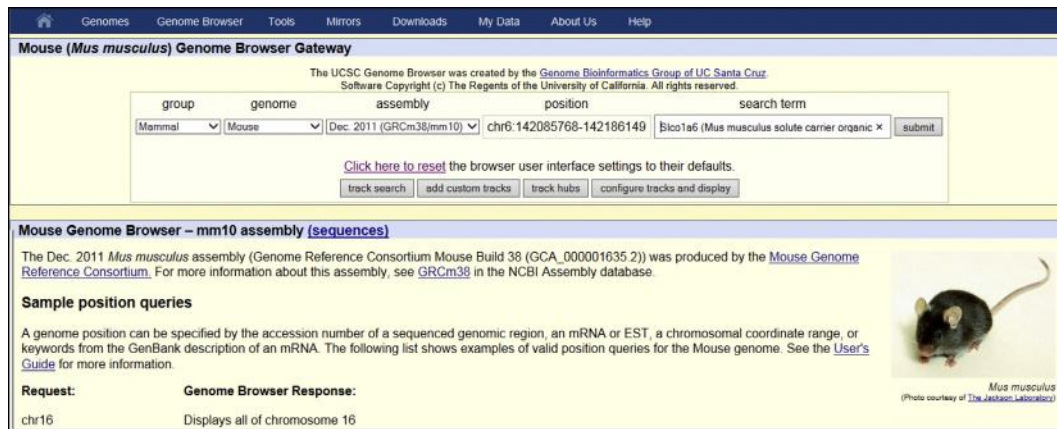 Genomes Genome Browser Tools Mirrors Downloads My Data About Us Help
Mouse (Mus musculus) Genome Browser Gateway
The UCSC Genome Browser was created by the Genome Bioinformatics Group of UC Santa Cruz.
Software Copyright (c) The Regents of the University of California. All rights reserved.
group genome assembly position search term
Mammal Mouse Dec. 2011 (GRCm38/mm10) chr6:142085768-142186149 Slco1a6 (Mus musculus solute carrier organic × submit
Click here to reset the browser user interface settings to their defaults.
track search add custom tracks track hubs configure tracks and display
Mouse Genome Browser – mm10 assembly (sequences)
The Dec. 2011 Mus musculus assembly (Genome Reference Consortium Mouse Build 38 (GCA_000001635.2)) was produced by the Mouse Genome
Reference Consortium. For more information about this assembly, see GRCm38 in the NCBI Assembly database.
Sample position queries
A genome position can be specified by the accession number of a sequenced genomic region, an mRNA or EST, a chromosomal coordinate range, or
keywords from the GenBank description of an mRNA. The following list shows examples of valid position queries for the Mouse genome. See the User's
Guide for more information.
Mus musculus
(Photo courtesy of The Jackson Laboratory)
Request: Genome Browser Response:
chr16 Displays all of chromosome 16